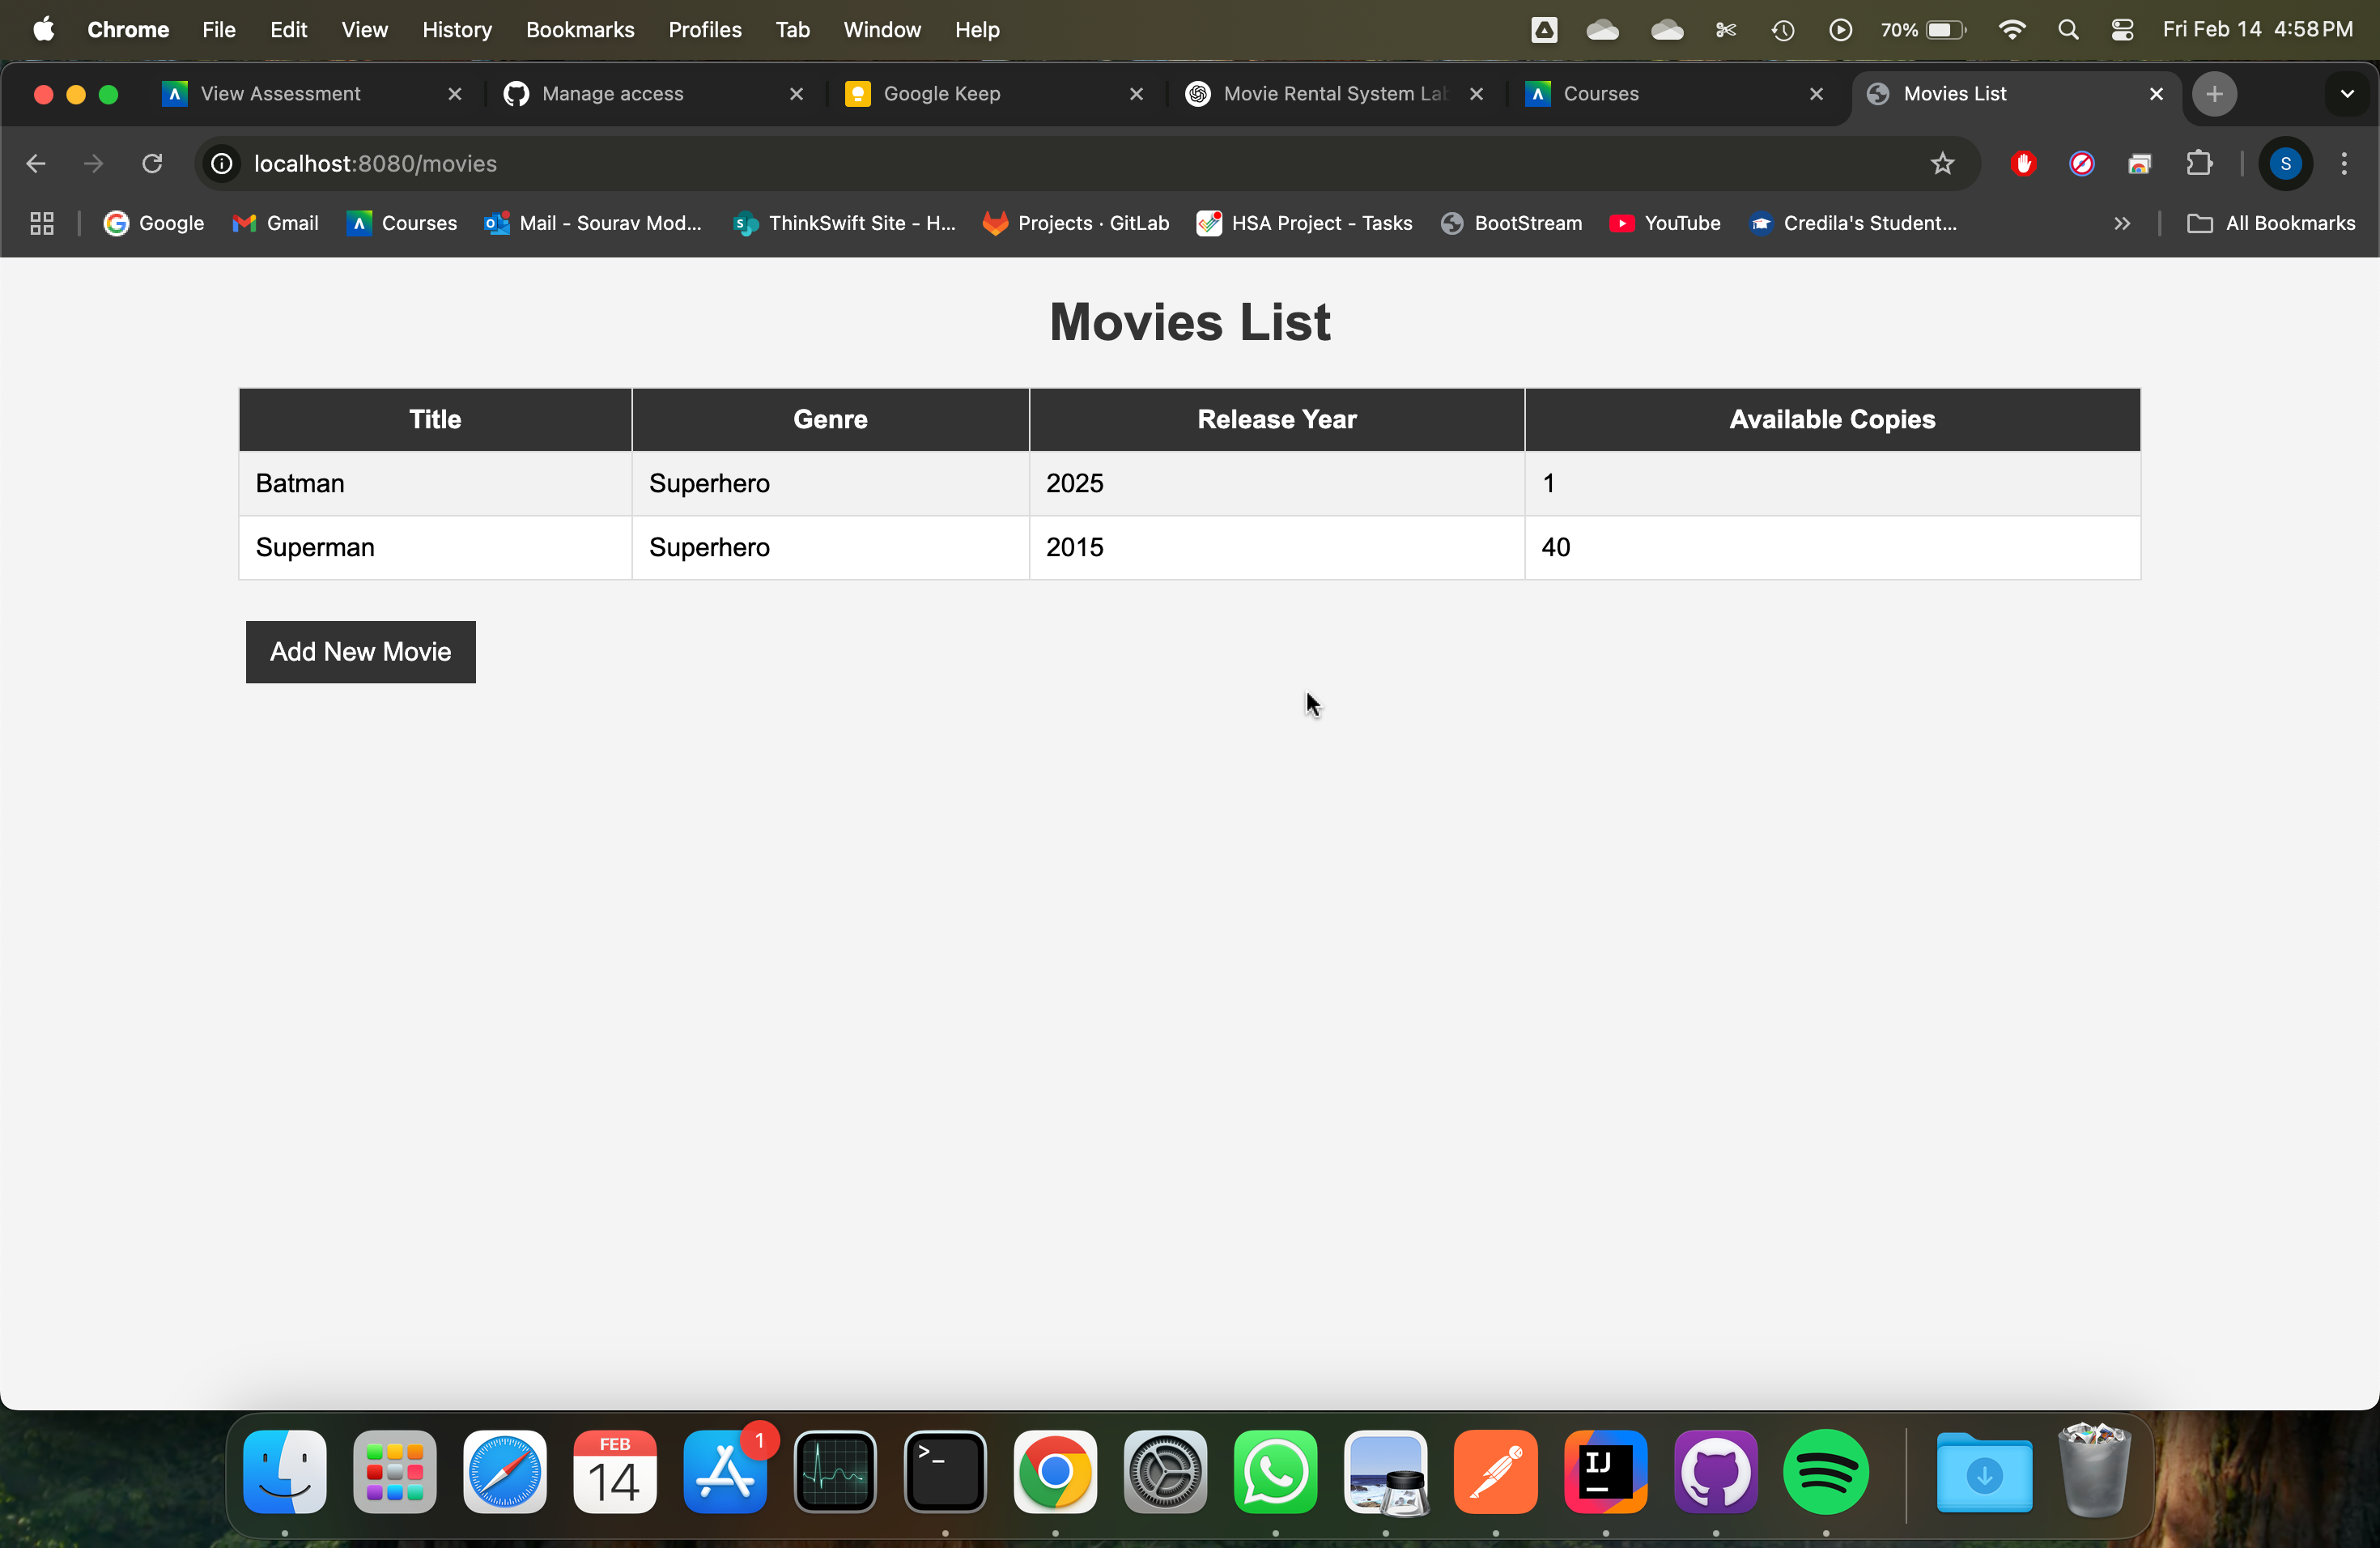 Chrome File Edit View History Bookmarks Profiles Tab Window Help 70% Fri Feb 14 4:58 PM
View Assessment Manage access Google Keep Movie Rental System Lab Courses Movies List
localhost:8080/movies S
Google Gmail Courses Mail - Sourav Mod... ThinkSwift Site - H... Projects · GitLab HSA Project - Tasks BootStream YouTube Credila's Student... All Bookmarks
Movies List
Title Genre Release Year Available Copies
Batman Superhero 2025 1
Superman Superhero 2015 40
Add New Movie
FEB
14
1
>_
IJ